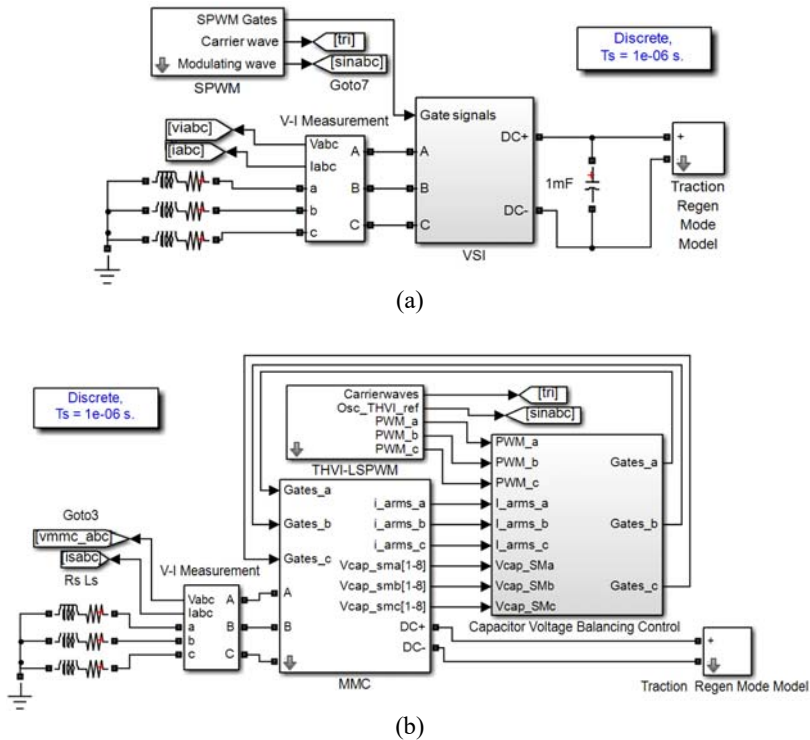 SPWM Gates
Carrier wave
Modulating wave
SPWM
[tri]
[sinabc]
Goto7
Discrete,
Ts = 1e-06 s.
V-I Measurement
[viabc]
[iabc]
Vabc
Iabc
a
b
c
A
B
C
Gate signals
A
B
C
DC+
DC-
VSI
1mF
+
Traction
Regen
Mode
Model
(a)
Discrete,
Ts = 1e-06 s.
Carrierwaves
Osc_THVI_ref
PWM_a
PWM_b
PWM_c
THVI-LSPWM
[tri]
[sinabc]
PWM_a
PWM_b
PWM_c
I_arms_a
I_arms_b
I_arms_c
Vcap_SMa
Vcap_SMb
Vcap_SMc
Gates_a
Gates_b
Gates_c
Capacitor Voltage Balancing Control
Gates_a
Gates_b
Gates_c
A
B
C
i_arms_a
i_arms_b
i_arms_c
Vcap_sma[1-8]
Vcap_smb[1-8]
Vcap_smc[1-8]
DC+
DC-
MMC
Goto3
[vmmc_abc]
[isabc]
Rs Ls
V-I Measurement
Vabc
Iabc
a
b
c
A
B
C
+
Traction Regen Mode Model
(b)